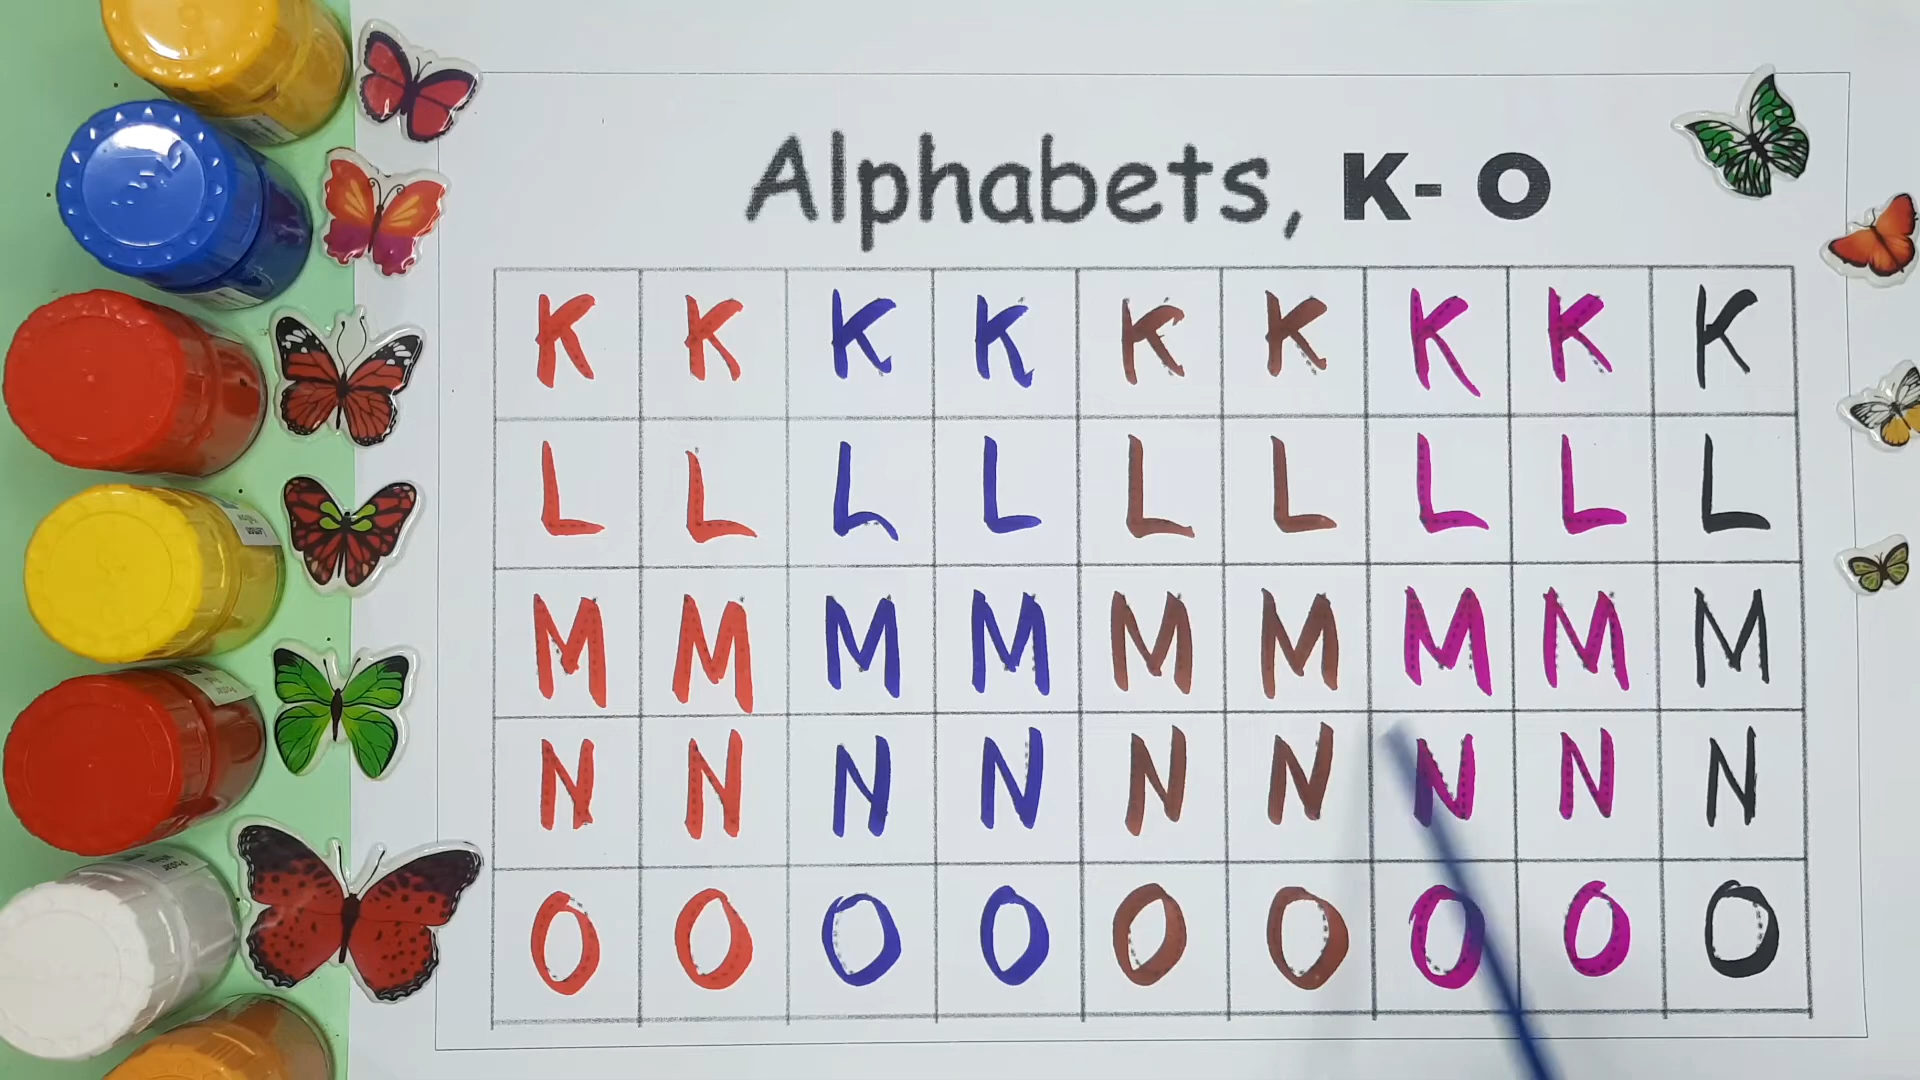 Alphabets, K- O
K K K K K K K K K
L L L L L L L L L
M M M M M M M M M
N N N N N N N N N
O O O O O O O O O